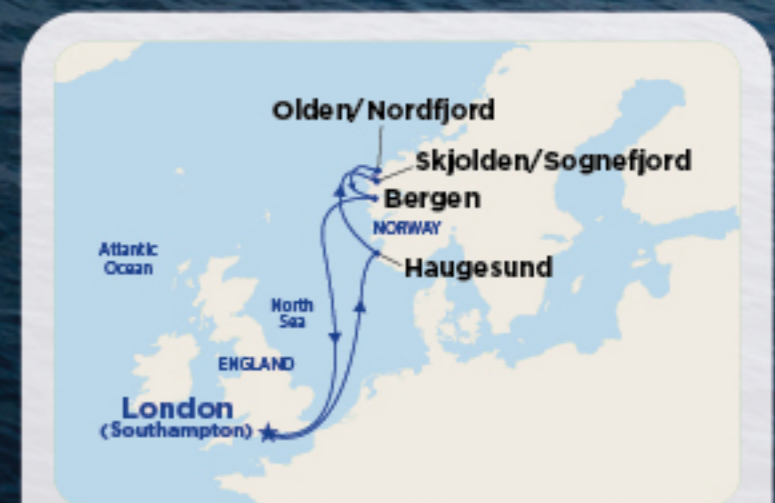 Olden/Nordfjord
Skjolden/Sognefjord
Bergen
NORWAY
Haugesund
Atlantic
Ocean
North
Sea
ENGLAND
London
(Southampton)